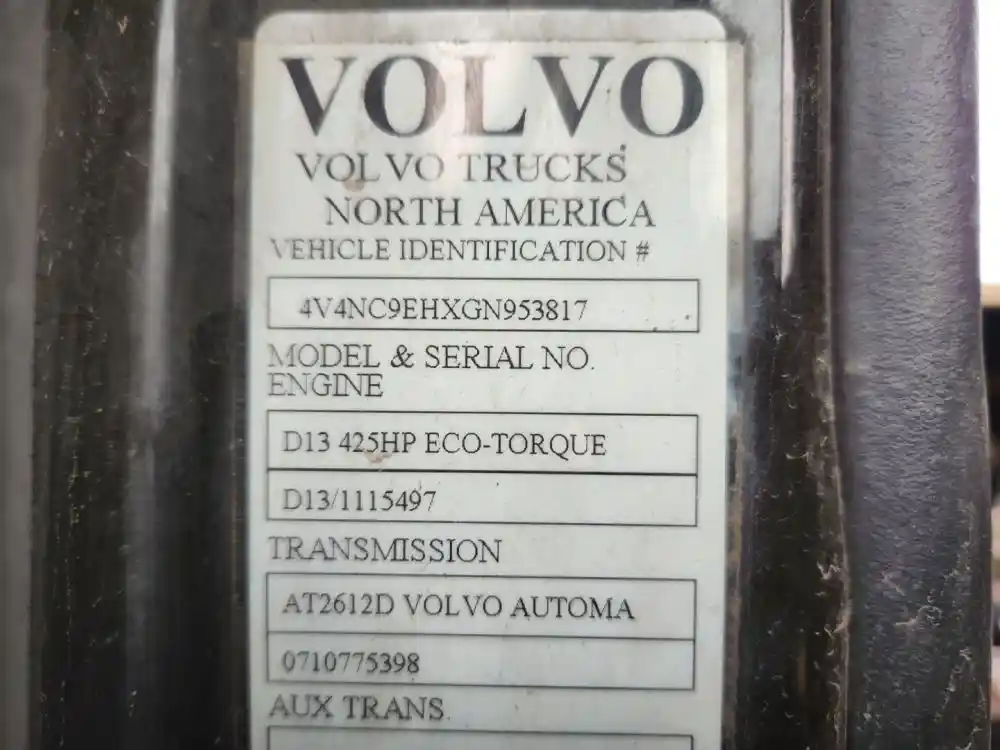 VOLVO
VOLVO TRUCKS
NORTH AMERICA
VEHICLE IDENTIFICATION #
4V4NC9EHXGN953817
MODEL & SERIAL NO.
ENGINE
D13 425HP ECO-TORQUE
D13/1115497
TRANSMISSION
AT2612D VOLVO AUTOMA
0710775398
AUX TRANS.